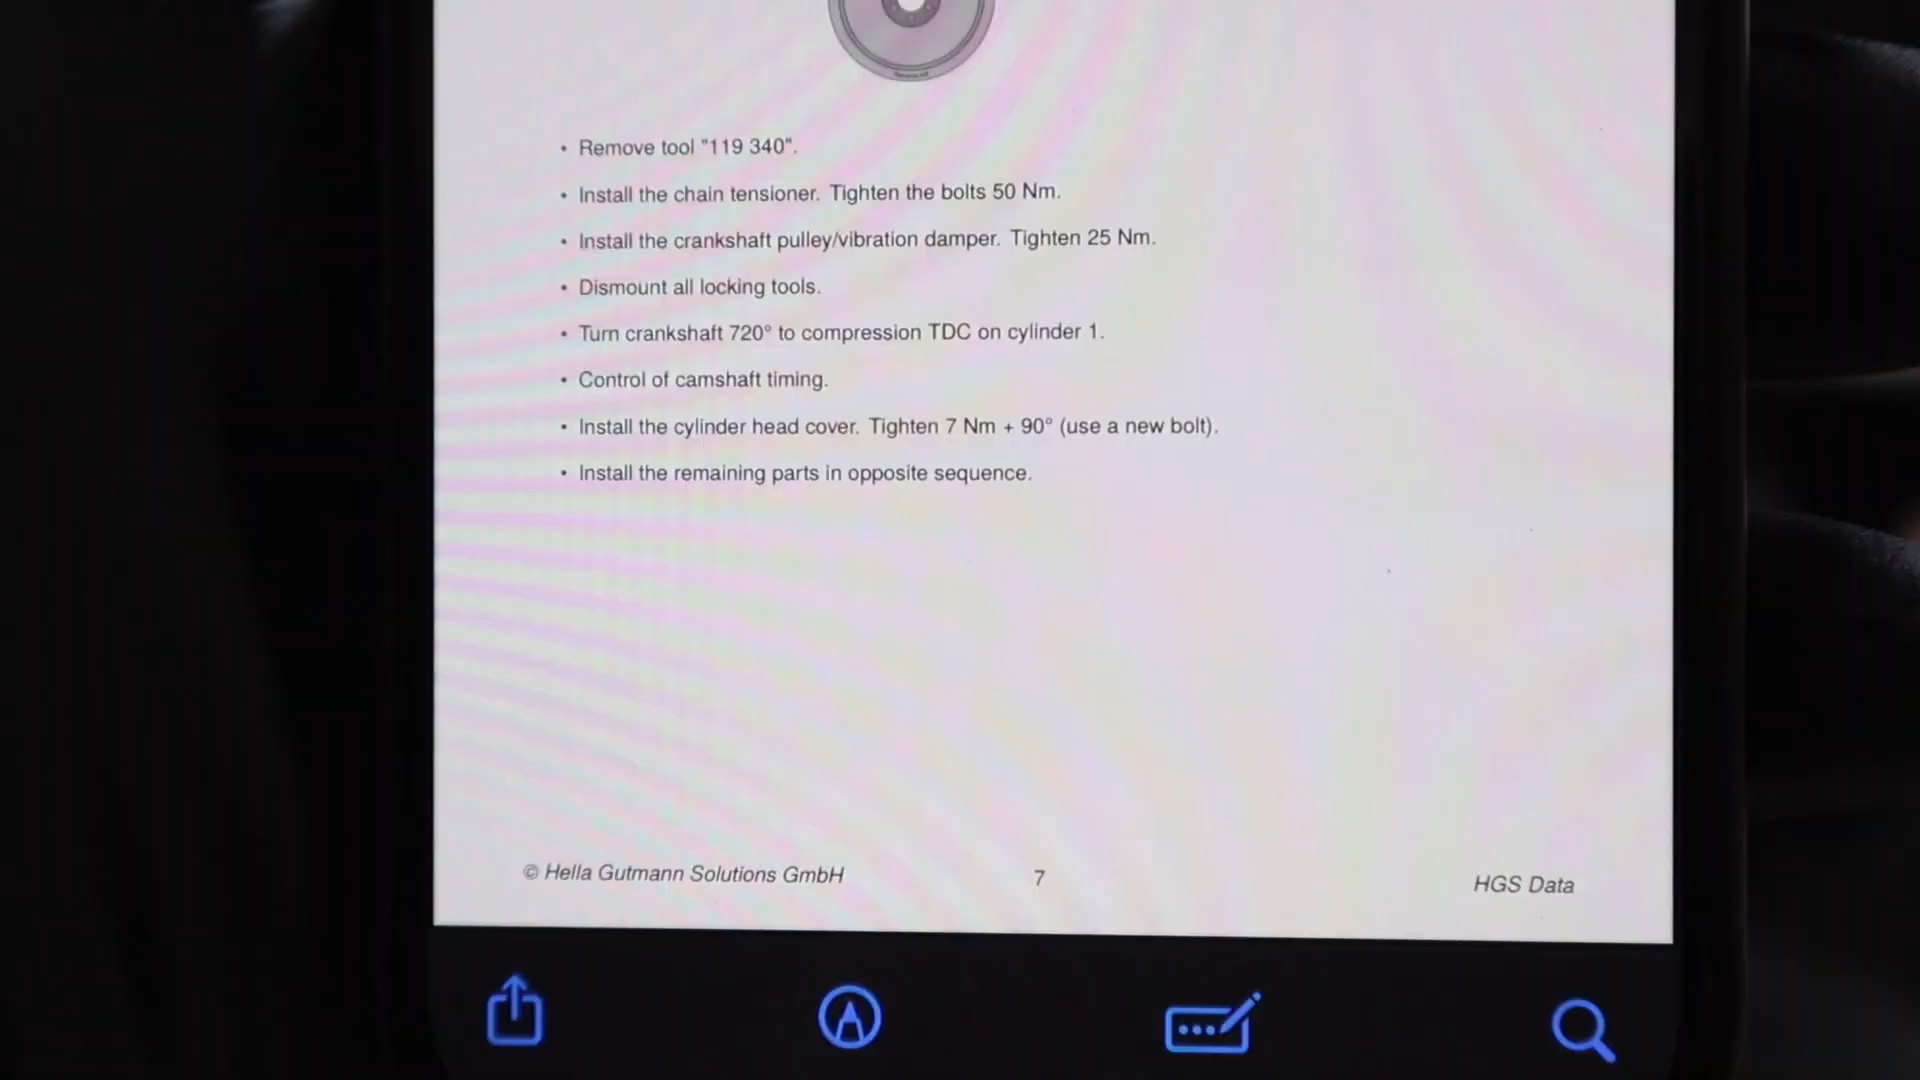 • Remove tool "119 340".
• Install the chain tensioner. Tighten the bolts 50 Nm.
• Install the crankshaft pulley/vibration damper. Tighten 25 Nm.
• Dismount all locking tools.
• Turn crankshaft 720° to compression TDC on cylinder 1.
• Control of camshaft timing.
• Install the cylinder head cover. Tighten 7 Nm + 90° (use a new bolt).
• Install the remaining parts in opposite sequence.
© Hella Gutmann Solutions GmbH 7 HGS Data